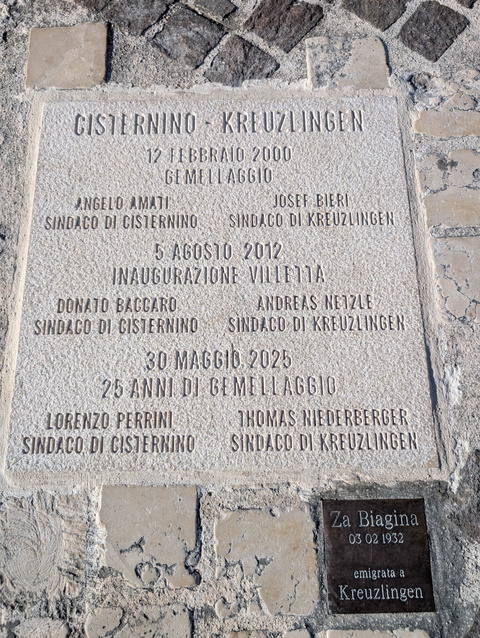 CISTERNINO - KREUZLINGEN
12 FEBBRAIO 2000
GEMELLAGGIO
ANGELO AMATI JOSEF BIERI
SINDACO DI CISTERNINO SINDACO DI KREUZLINGEN
5 AGOSTO 2012
INAUGURAZIONE VILLETTA
DONATO BACCARO ANDREAS NETZLE
SINDACO DI CISTERNINO SINDACO DI KREUZLINGEN
30 MAGGIO 2025
25 ANNI DI GEMELLAGGIO
LORENZO PERRINI THOMAS NIEDERBERGER
SINDACO DI CISTERNINO SINDACO DI KREUZLINGEN
Za Biagina
03 02 1932
emigrata a
Kreuzlingen